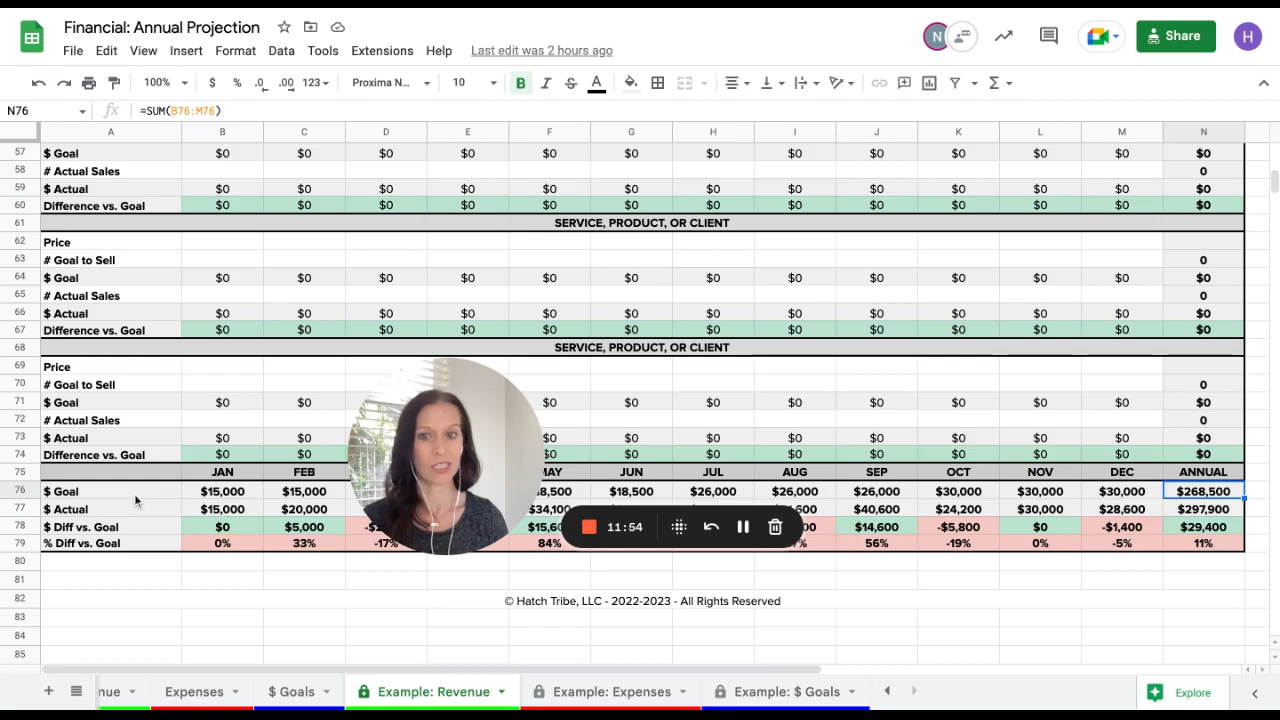 Financial: Annual Projection
N
Share
H
File Edit View Insert Format Data Tools Extensions Help Last edit was 2 hours ago
100% $ % .0 .00 123 Proxima N... 10 B I S A
N76 fx =SUM(B76:M76)
A B C D E F G H I J K L M N
57 $ Goal $0 $0 $0 $0 $0 $0 $0 $0 $0 $0 $0 $0 $0
58 # Actual Sales 0
59 $ Actual $0 $0 $0 $0 $0 $0 $0 $0 $0 $0 $0 $0 $0
60 Difference vs. Goal $0 $0 $0 $0 $0 $0 $0 $0 $0 $0 $0 $0 $0
61 SERVICE, PRODUCT, OR CLIENT
62 Price
63 # Goal to Sell 0
64 $ Goal $0 $0 $0 $0 $0 $0 $0 $0 $0 $0 $0 $0 $0
65 # Actual Sales 0
66 $ Actual $0 $0 $0 $0 $0 $0 $0 $0 $0 $0 $0 $0 $0
67 Difference vs. Goal $0 $0 $0 $0 $0 $0 $0 $0 $0 $0 $0 $0 $0
68 SERVICE, PRODUCT, OR CLIENT
69 Price
70 # Goal to Sell 0
71 $ Goal $0 $0 $0 $0 $0 $0 $0 $0 $0 $0 $0
72 # Actual Sales 0
73 $ Actual $0 $0 $0 $0 $0 $0 $0 $0 $0 $0 $0
74 Difference vs. Goal $0 $0 $0 $0 $0 $0 $0 $0 $0 $0 $0
75 JAN FEB MAY JUN JUL AUG SEP OCT NOV DEC ANNUAL
76 $ Goal $15,000 $15,000 $18,500 $26,000 $26,000 $26,000 $30,000 $30,000 $30,000 $268,500
77 $ Actual $15,000 $20,000 $34,100 $40,600 $24,200 $30,000 $28,600 $297,900
78 $ Diff vs. Goal $0 $5,000 $14,600 -$5,800 $0 -$1,400 $29,400
79 % Diff vs. Goal 0% 33% -17% 84% 56% -19% 0% -5% 11%
11:54
80
81
82 © Hatch Tribe, LLC - 2022-2023 - All Rights Reserved
83
84
85
nue Expenses $ Goals Example: Revenue Example: Expenses Example: $ Goals Explore